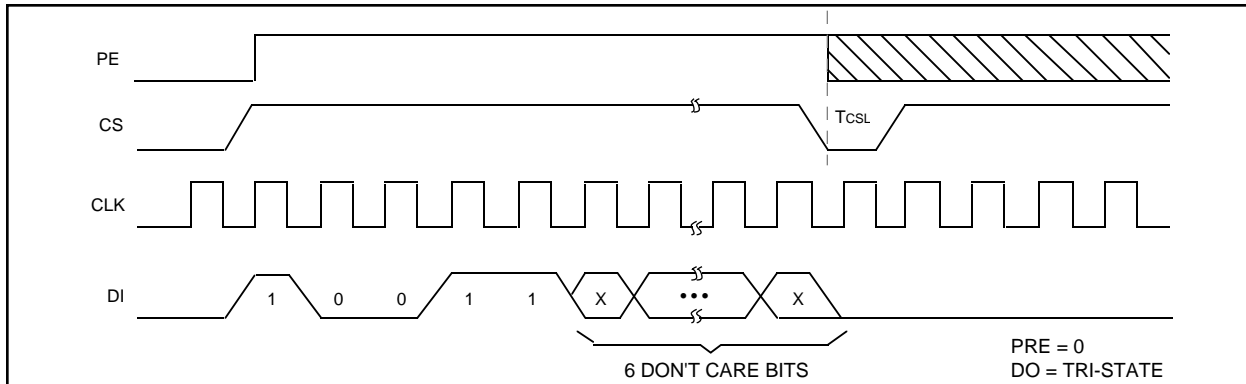 PE
CS
TCSL
CLK
DI
1 0 0 1 1 X ••• X
6 DON'T CARE BITS
PRE = 0
DO = TRI-STATE